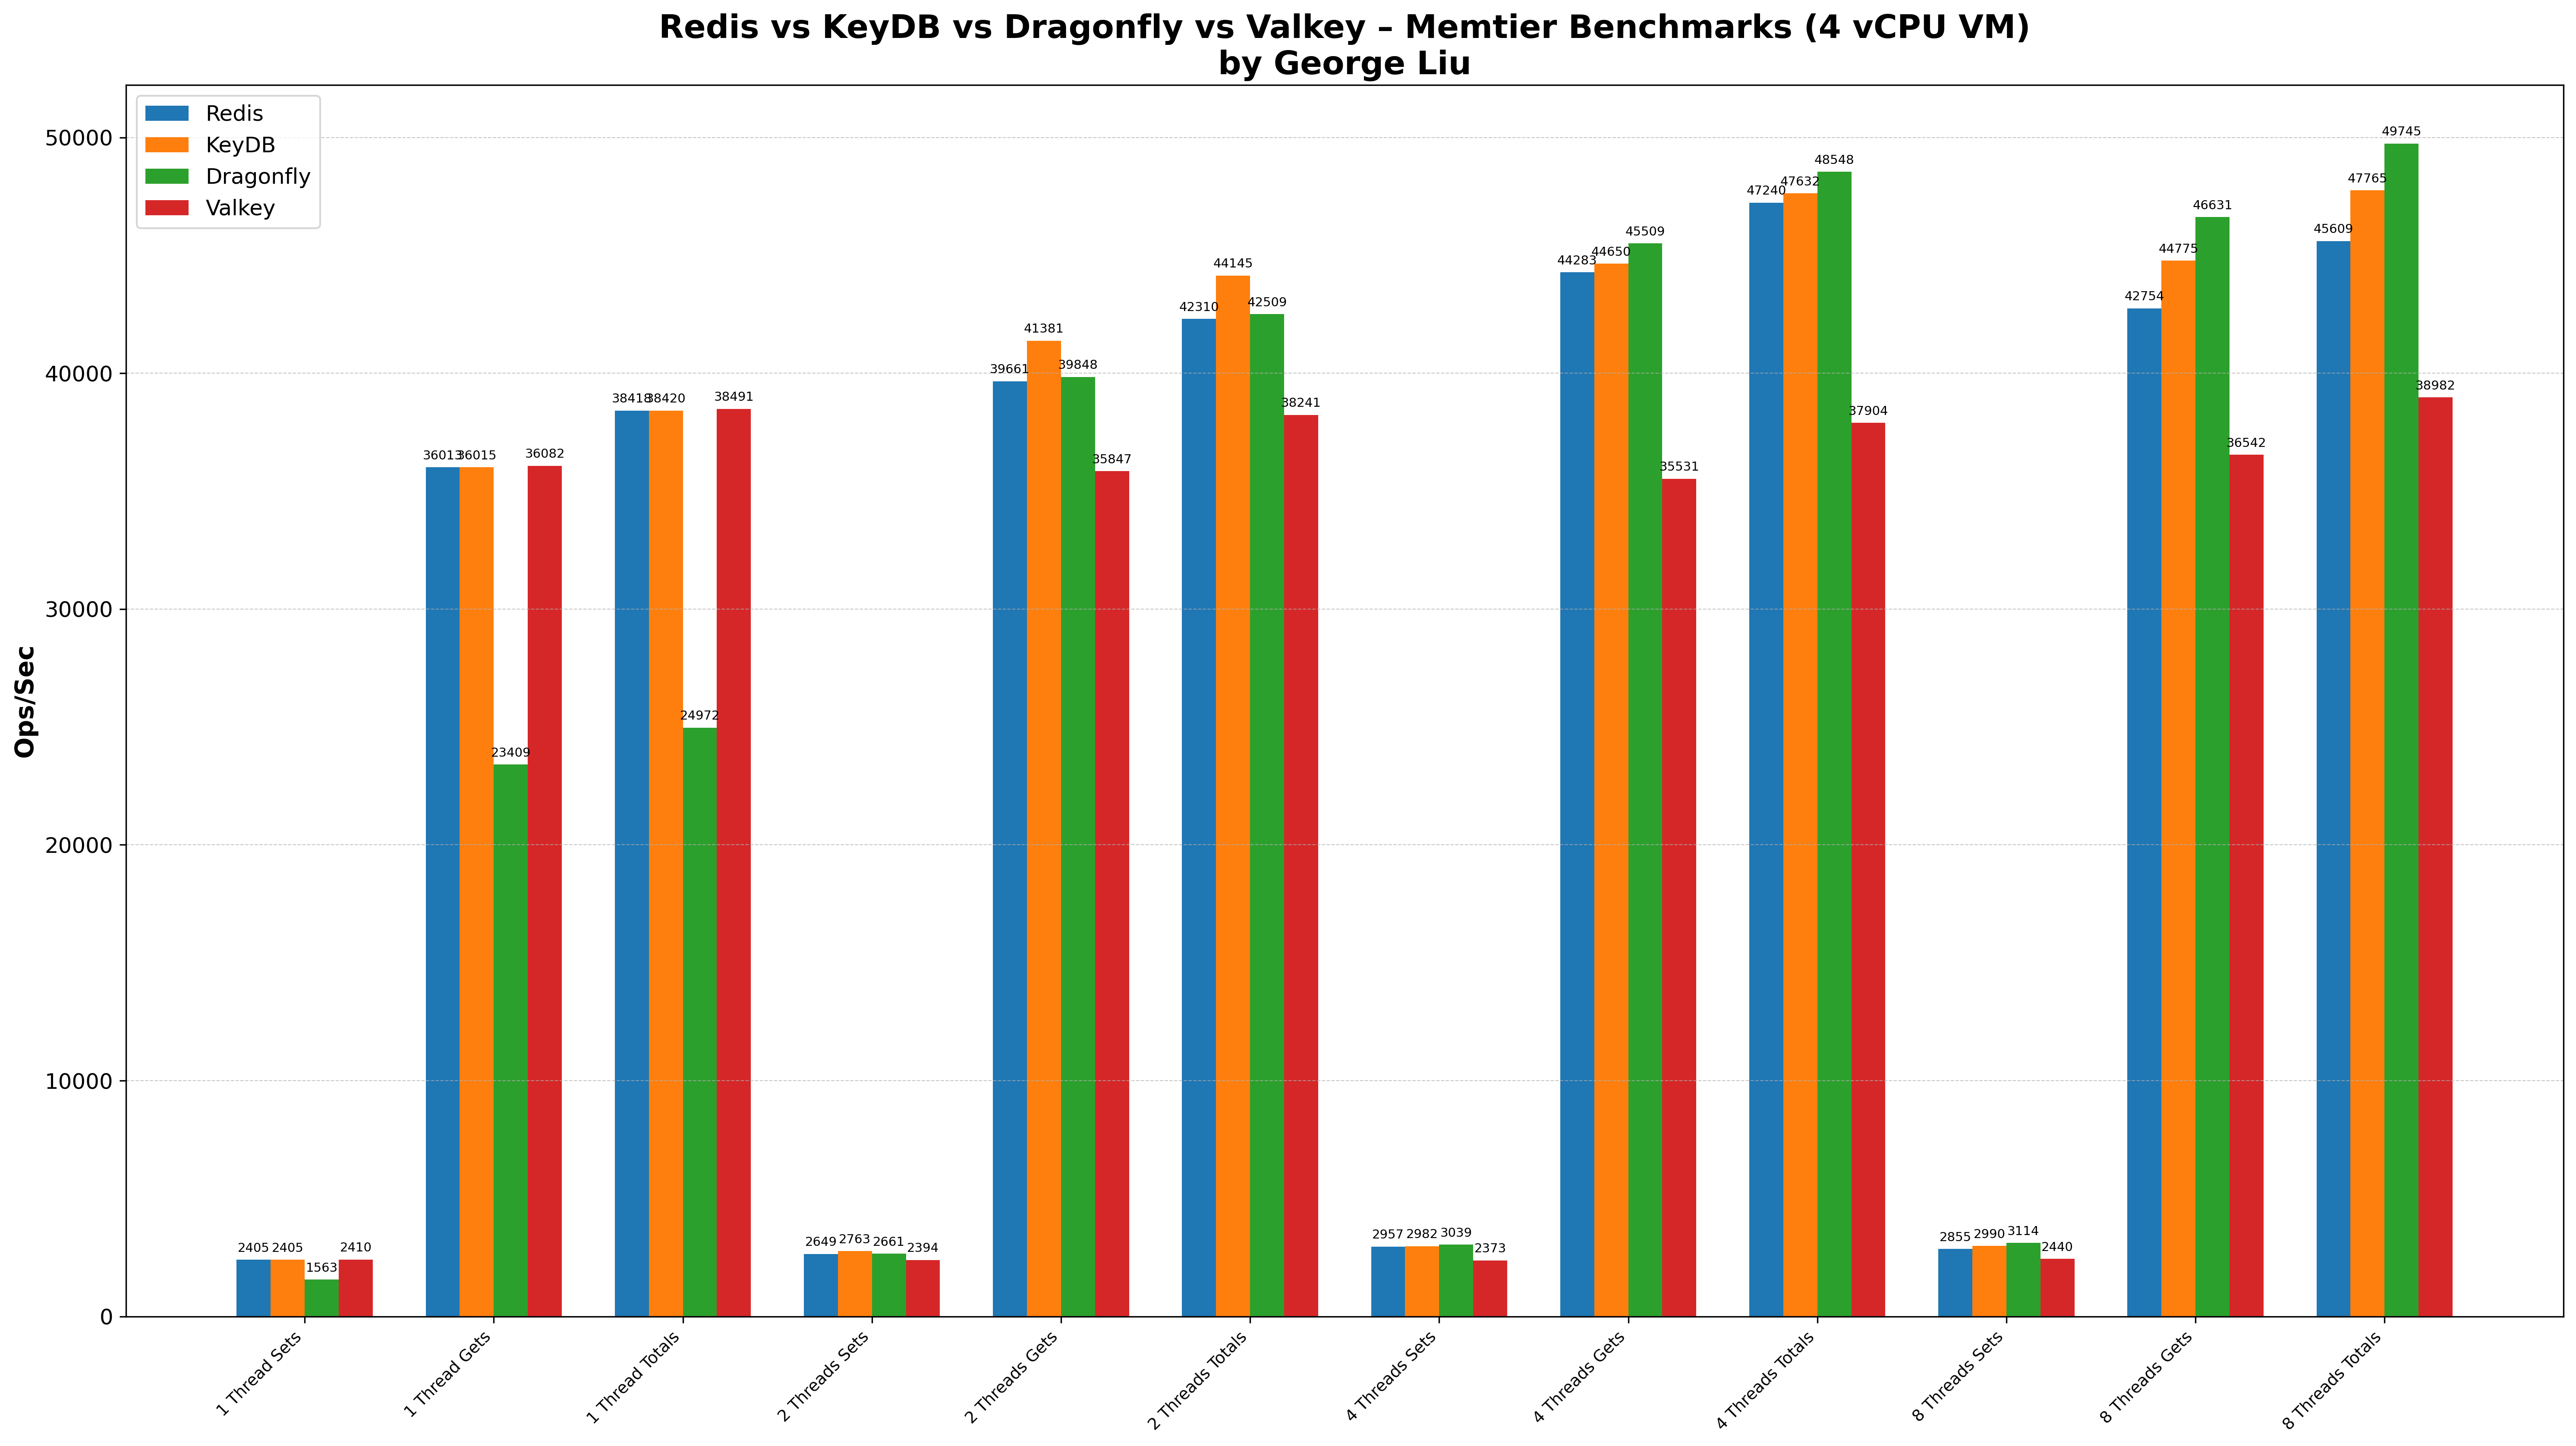 Redis vs KeyDB vs Dragonfly vs Valkey – Memtier Benchmarks (4 vCPU VM)
by George Liu
Redis
KeyDB
Dragonfly
Valkey
Ops/Sec
50000
40000
30000
20000
10000
0
2405 2405 1563 2410
36013 36015 23409 36082
38418 38420 24972 38491
2649 2763 2661 2394
39661 41381 39848 35847
42310 44145 42509 38241
2957 2982 3039 2373
44283 44650 45509 35531
47240 47632 48548 37904
2855 2990 3114 2440
42754 44775 46631 36542
45609 47765 49745 38982
1 Thread Sets
1 Thread Gets
1 Thread Totals
2 Threads Sets
2 Threads Gets
2 Threads Totals
4 Threads Sets
4 Threads Gets
4 Threads Totals
8 Threads Sets
8 Threads Gets
8 Threads Totals